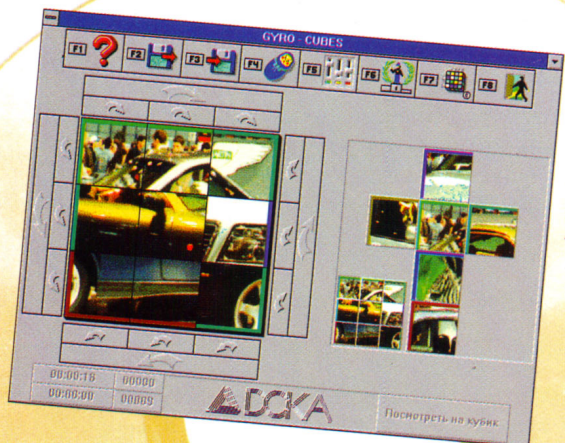 GYRO - CUBES
F1 F2 F3 F4 F5 F6 F7 F8
00:00:16 00000
00:00:00 00069
ДОКА
Посмотреть на кубик